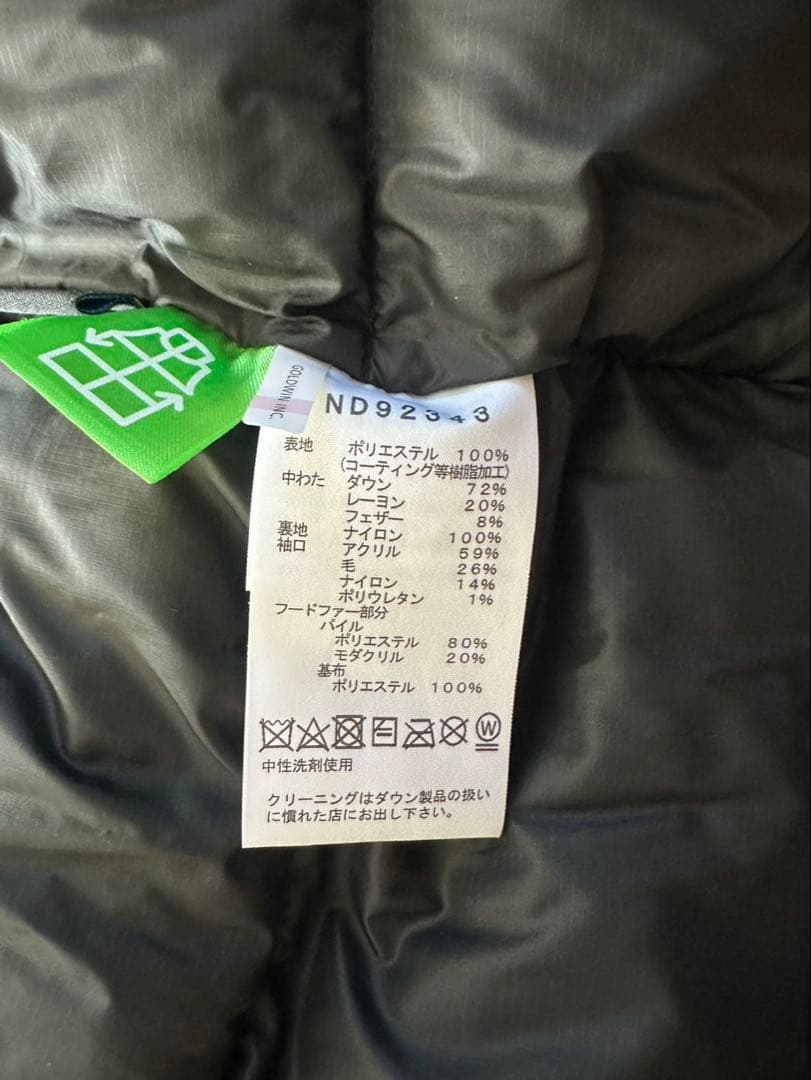 GOLDWIN INC.
ND92343
表地 ポリエステル 100%
(コーティング等樹脂加工)
中わた ダウン 72%
レーヨン 20%
フェザー 8%
裏地 ナイロン 100%
袖口 アクリル 59%
毛 26%
ナイロン 14%
ポリウレタン 1%
フードファー部分
パイル
ポリエステル 80%
モダクリル 20%
基布
ポリエステル 100%
W
中性洗剤使用
クリーニングはダウン製品の扱い
に慣れた店にお出し下さい。